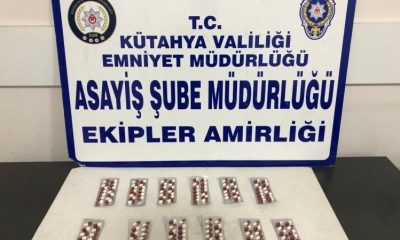 T.C.
KÜTAHYA VALİLİĞİ
EMNİYET MÜDÜRLÜĞÜ
ASAYİŞ ŞUBE MÜDÜRLÜĞÜ
EKİPLER AMİRLİĞİ